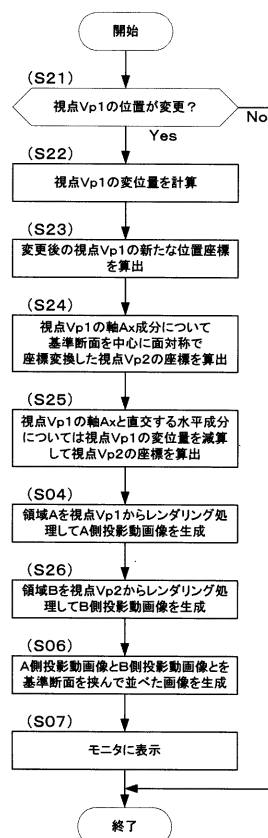 開始
(S21)
視点Vp1の位置が変更?
No
Yes
(S22)
視点Vp1の変位量を計算
(S23)
変更後の視点Vp1の新たな位置座標
を算出
(S24)
視点Vp1の軸Ax成分について
基準断面を中心に面対称で
座標変換した視点Vp2の座標を算出
(S25)
視点Vp1の軸Axと直交する水平成分
については視点Vp1の変位量を減算
して視点Vp2の座標を算出
(S04)
領域Aを視点Vp1からレンダリング処
理してA側投影動画像を生成
(S26)
領域Bを視点Vp2からレンダリング処
理してB側投影動画像を生成
(S06)
A側投影動画像とB側投影動画像とを
基準断面を挟んで並べた画像を生成
(S07)
モニタに表示
終了